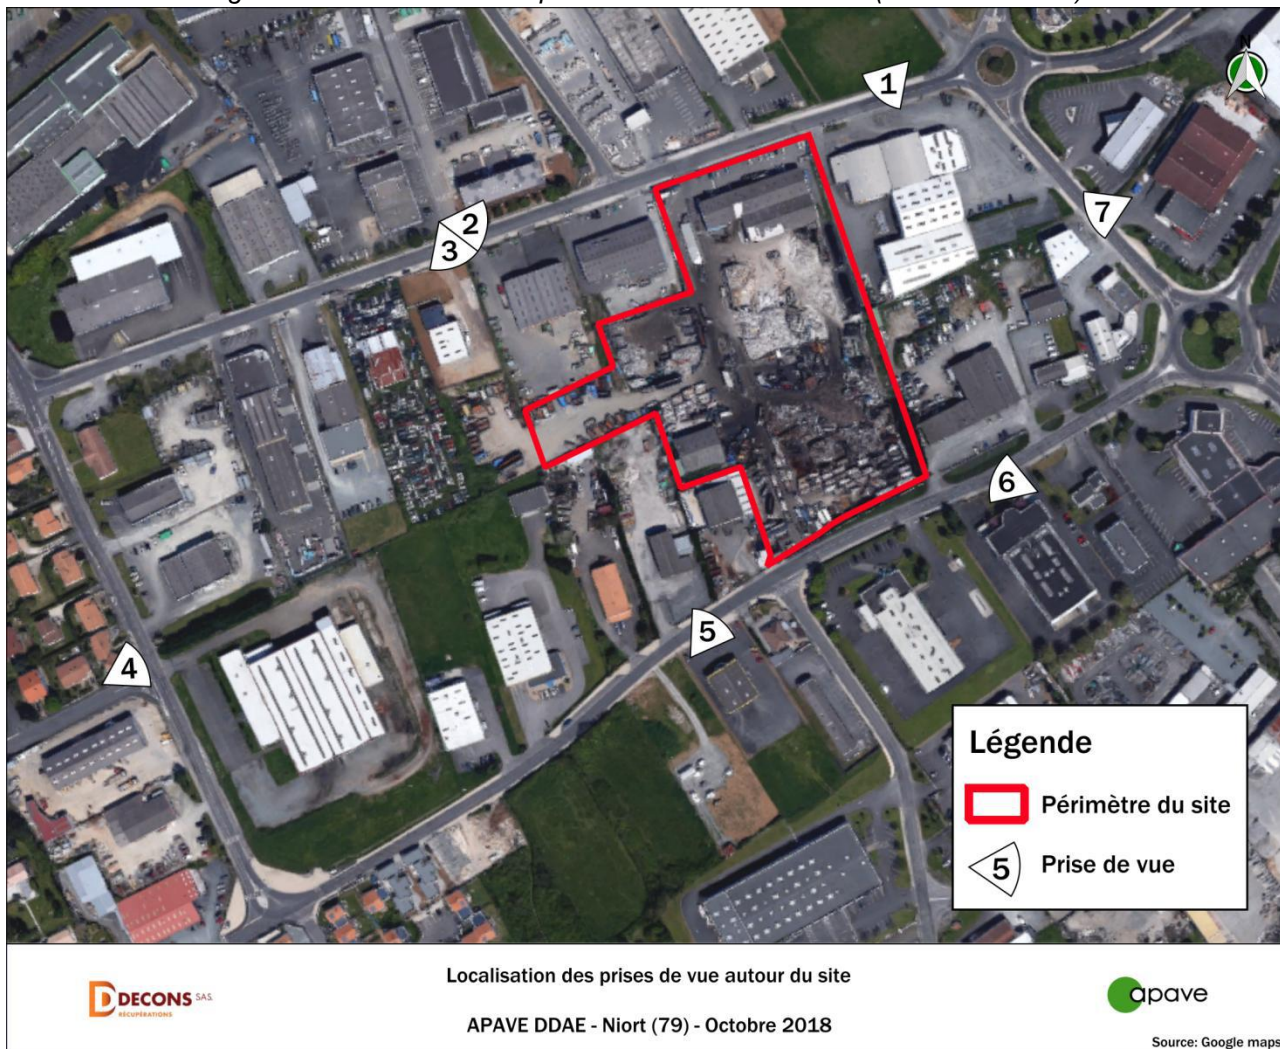 N
1
2
3
7
6
5
4
Légende
Périmètre du site
5
Prise de vue
DECONS SAS
RÉCUPÉRATIONS
Localisation des prises de vue autour du site
APAVE DDAE - Niort (79) - Octobre 2018
apave
Source: Google maps